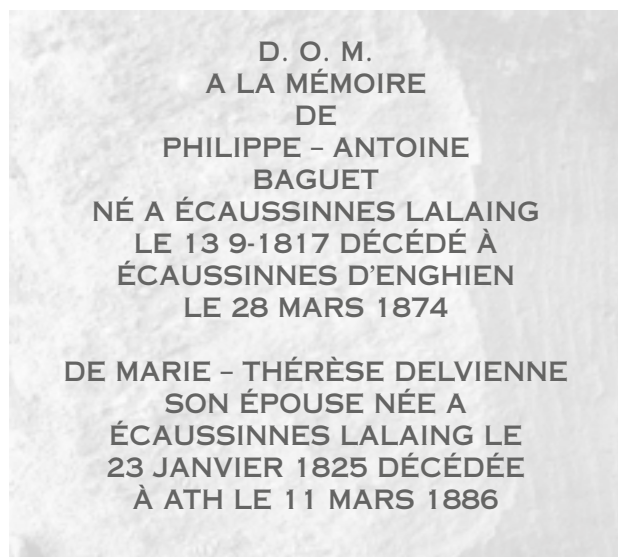 D. O. M.
A LA MÉMOIRE
DE
PHILIPPE – ANTOINE
BAGUET
NÉ A ÉCAUSSINNES LALAING
LE 13 9-1817 DÉCÉDÉ À
ÉCAUSSINNES D'ENGHIEN
LE 28 MARS 1874
DE MARIE – THÉRÈSE DELVIENNE
SON ÉPOUSE NÉE A
ÉCAUSSINNES LALAING LE
23 JANVIER 1825 DÉCÉDÉE
À ATH LE 11 MARS 1886